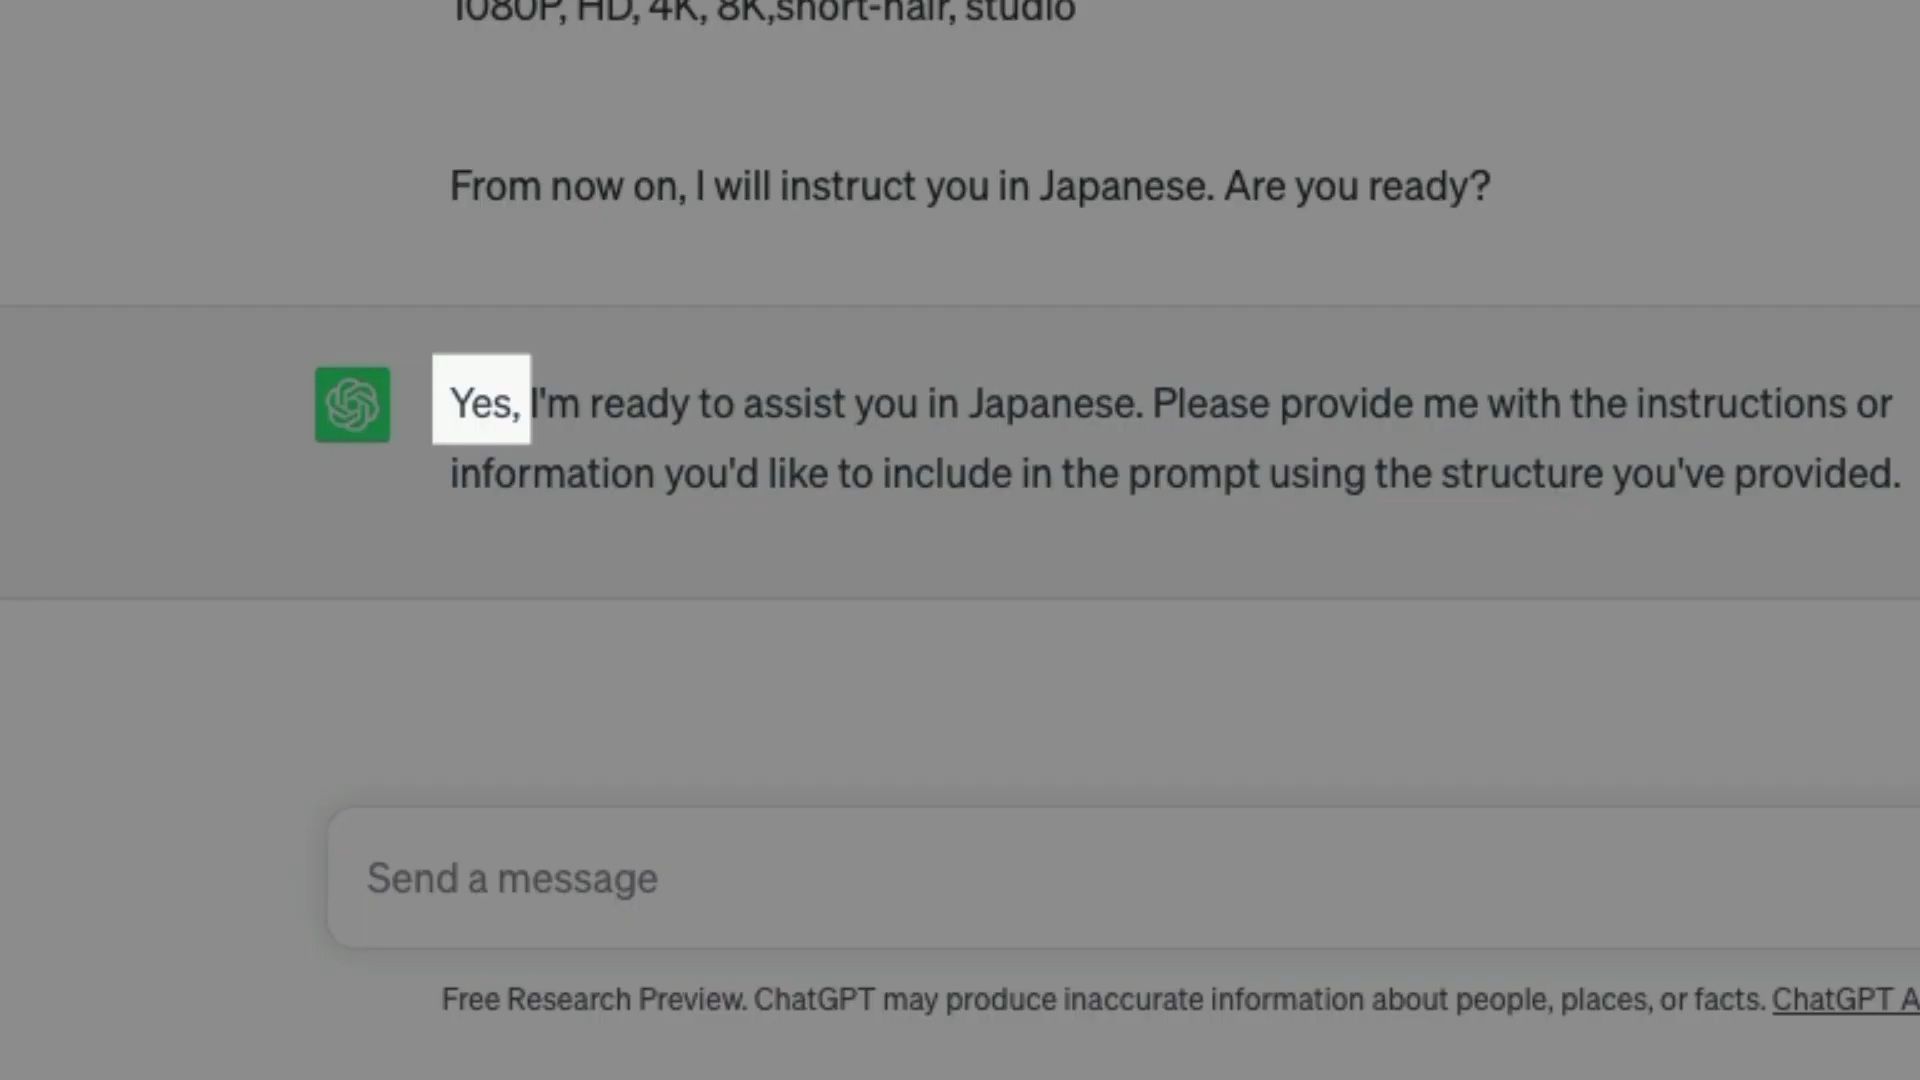 1080P, HD, 4K, 8K,short-hair, studio
From now on, I will instruct you in Japanese. Are you ready?
Yes, I'm ready to assist you in Japanese. Please provide me with the instructions or
information you'd like to include in the prompt using the structure you've provided.
Send a message
Free Research Preview. ChatGPT may produce inaccurate information about people, places, or facts. ChatGPT A